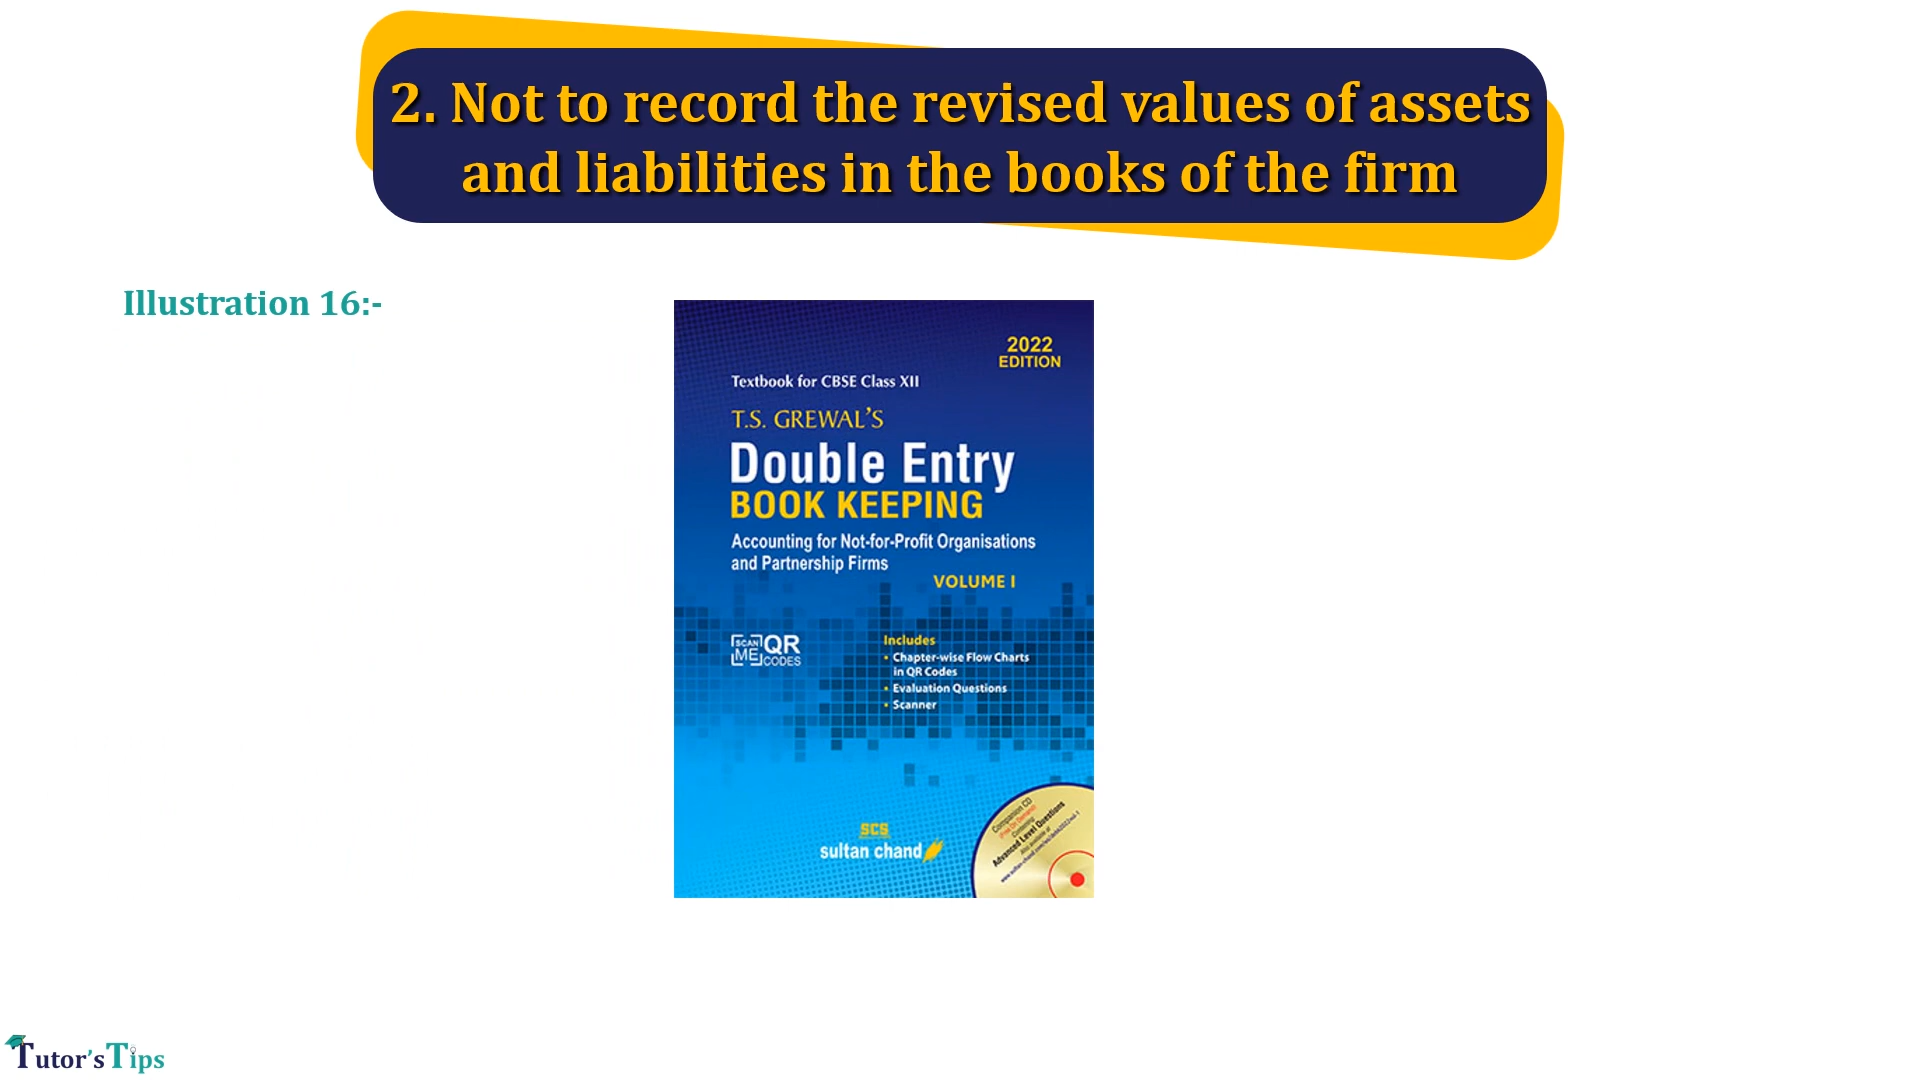 2. Not to record the revised values of assets
and liabilities in the books of the firm
Illustration 16:-
2022
EDITION
Textbook for CBSE Class XII
T.S. GREWAL'S
Double Entry
BOOK KEEPING
Accounting for Not-for-Profit Organisations
and Partnership Firms
VOLUME I
SCAN QR
ME CODES
Includes
• Chapter-wise Flow Charts
in QR Codes
• Evaluation Questions
• Scanner
SCS
sultan chand
Companion CD
Advanced Level Questions
Tutor'sTips